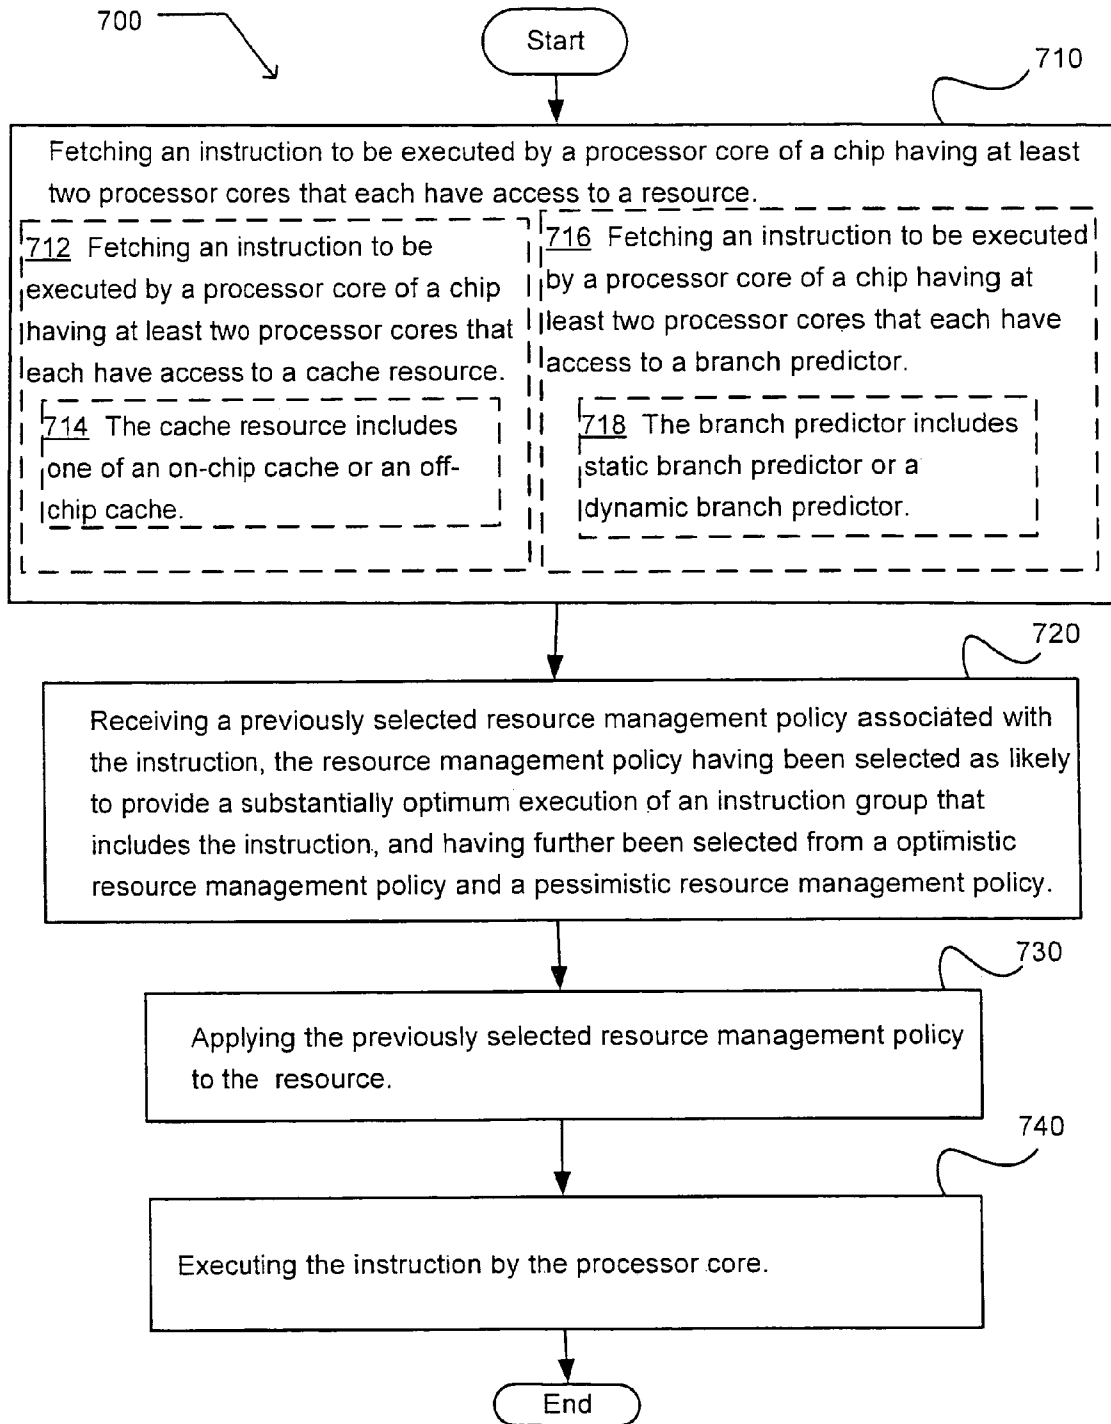 700
Start
710
Fetching an instruction to be executed by a processor core of a chip having at least
two processor cores that each have access to a resource.
712 Fetching an instruction to be
executed by a processor core of a chip
having at least two processor cores that
each have access to a cache resource.
714 The cache resource includes
one of an on-chip cache or an off-
chip cache.
716 Fetching an instruction to be executed
by a processor core of a chip having at
least two processor cores that each have
access to a branch predictor.
718 The branch predictor includes
static branch predictor or a
dynamic branch predictor.
720
Receiving a previously selected resource management policy associated with
the instruction, the resource management policy having been selected as likely
to provide a substantially optimum execution of an instruction group that
includes the instruction, and having further been selected from a optimistic
resource management policy and a pessimistic resource management policy.
730
Applying the previously selected resource management policy
to the resource.
740
Executing the instruction by the processor core.
End